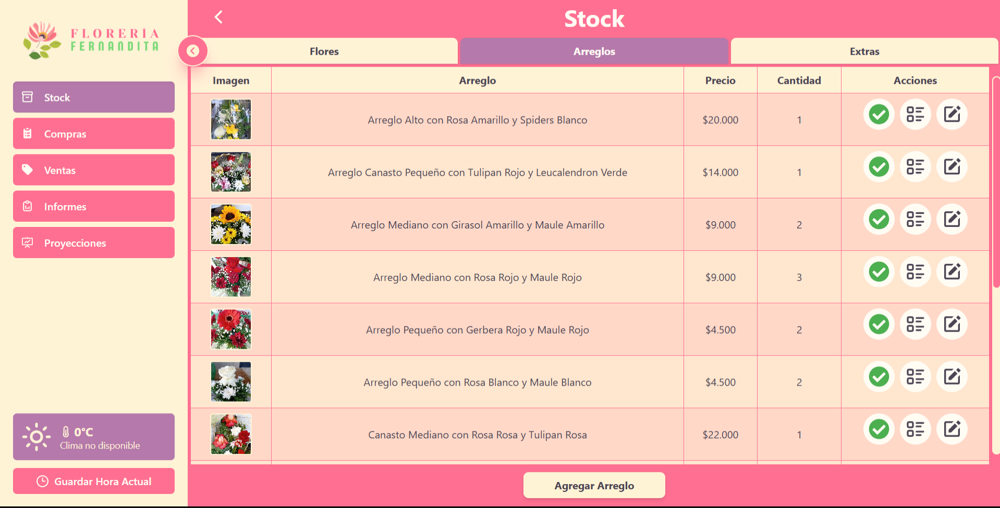 FLORERÍA
FERNANDITA
Stock
Compras
Ventas
Informes
Proyecciones
0°C
Clima no disponible
Guardar Hora Actual
Stock
Flores
Arreglos
Extras
Imagen
Arreglo
Precio
Cantidad
Acciones
Arreglo Alto con Rosa Amarillo y Spiders Blanco
$20.000
1
Arreglo Canasto Pequeño con Tulipan Rojo y Leucalendron Verde
$14.000
1
Arreglo Mediano con Girasol Amarillo y Maule Amarillo
$9.000
2
Arreglo Mediano con Rosa Rojo y Maule Rojo
$9.000
3
Arreglo Pequeño con Gerbera Rojo y Maule Rojo
$4.500
2
Arreglo Pequeño con Rosa Blanco y Maule Blanco
$4.500
2
Canasto Mediano con Rosa Rosa y Tulipan Rosa
$22.000
1
Agregar Arreglo